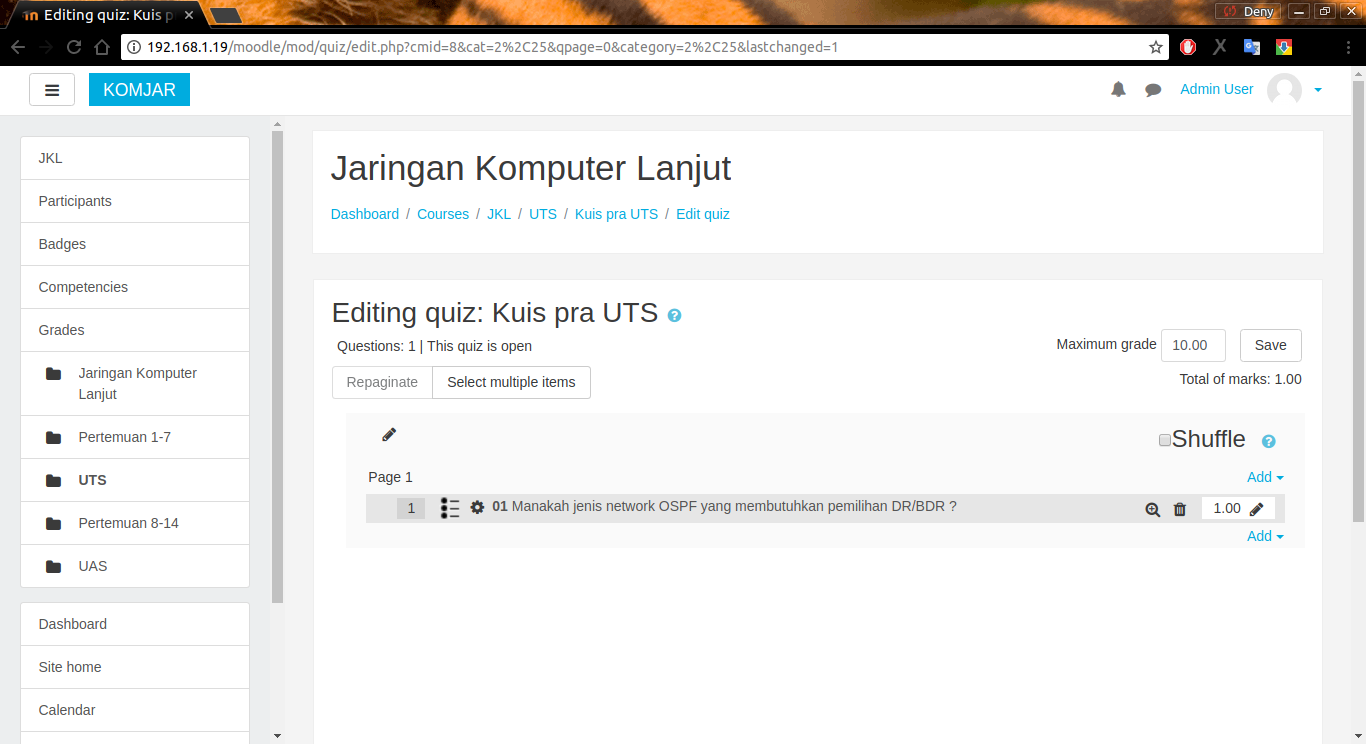 Editing quiz: Kuis p
Deny
192.168.1.19/moodle/mod/quiz/edit.php?cmid=8&cat=2%2C25&qpage=0&category=2%2C25&lastchanged=1
KOMJAR
Admin User
JKL
Participants
Badges
Competencies
Grades
Jaringan Komputer
Lanjut
Pertemuan 1-7
UTS
Pertemuan 8-14
UAS
Dashboard
Site home
Calendar
Jaringan Komputer Lanjut
Dashboard / Courses / JKL / UTS / Kuis pra UTS / Edit quiz
Editing quiz: Kuis pra UTS
Questions: 1 | This quiz is open
Maximum grade 10.00 Save
Repaginate Select multiple items
Total of marks: 1.00
Shuffle
Page 1 Add
1 01 Manakah jenis network OSPF yang membutuhkan pemilihan DR/BDR ? 1.00
Add